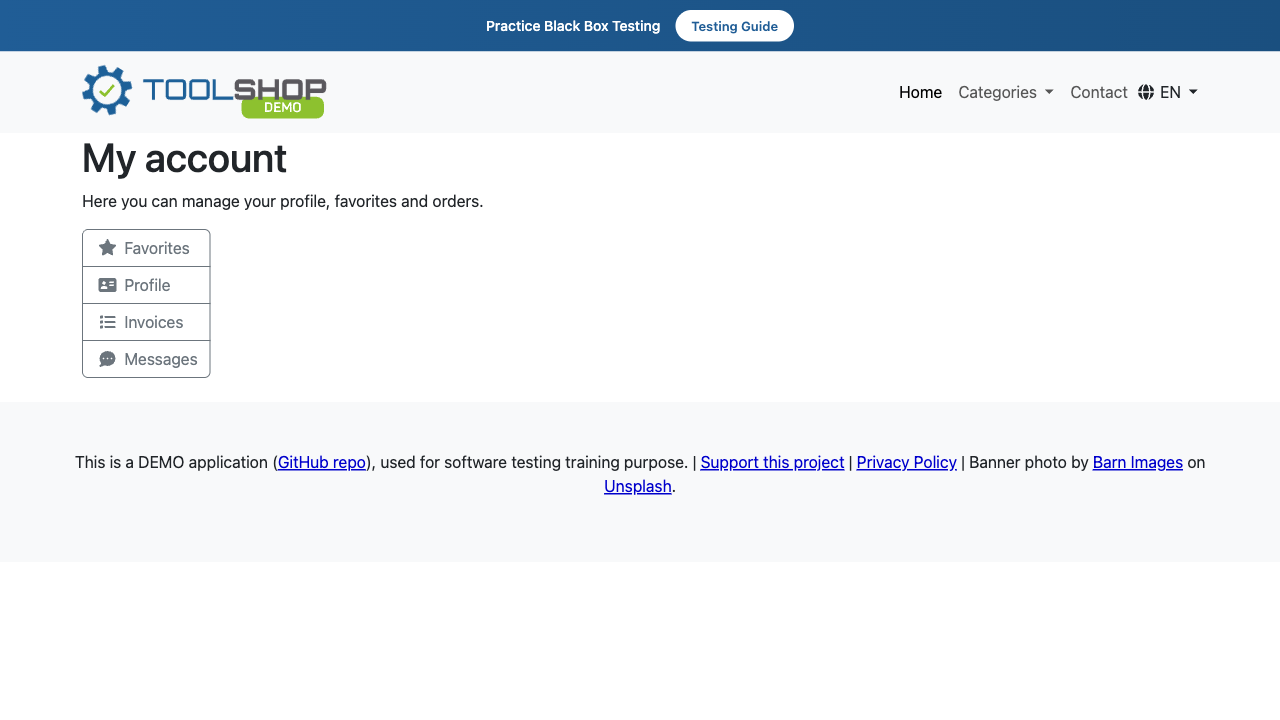 Practice Black Box Testing Testing Guide
TOOLSHOP
DEMO
Home Categories Contact EN
My account
Here you can manage your profile, favorites and orders.
Favorites
Profile
Invoices
Messages
This is a DEMO application (GitHub repo), used for software testing training purpose. | Support this project | Privacy Policy | Banner photo by Barn Images on
Unsplash.